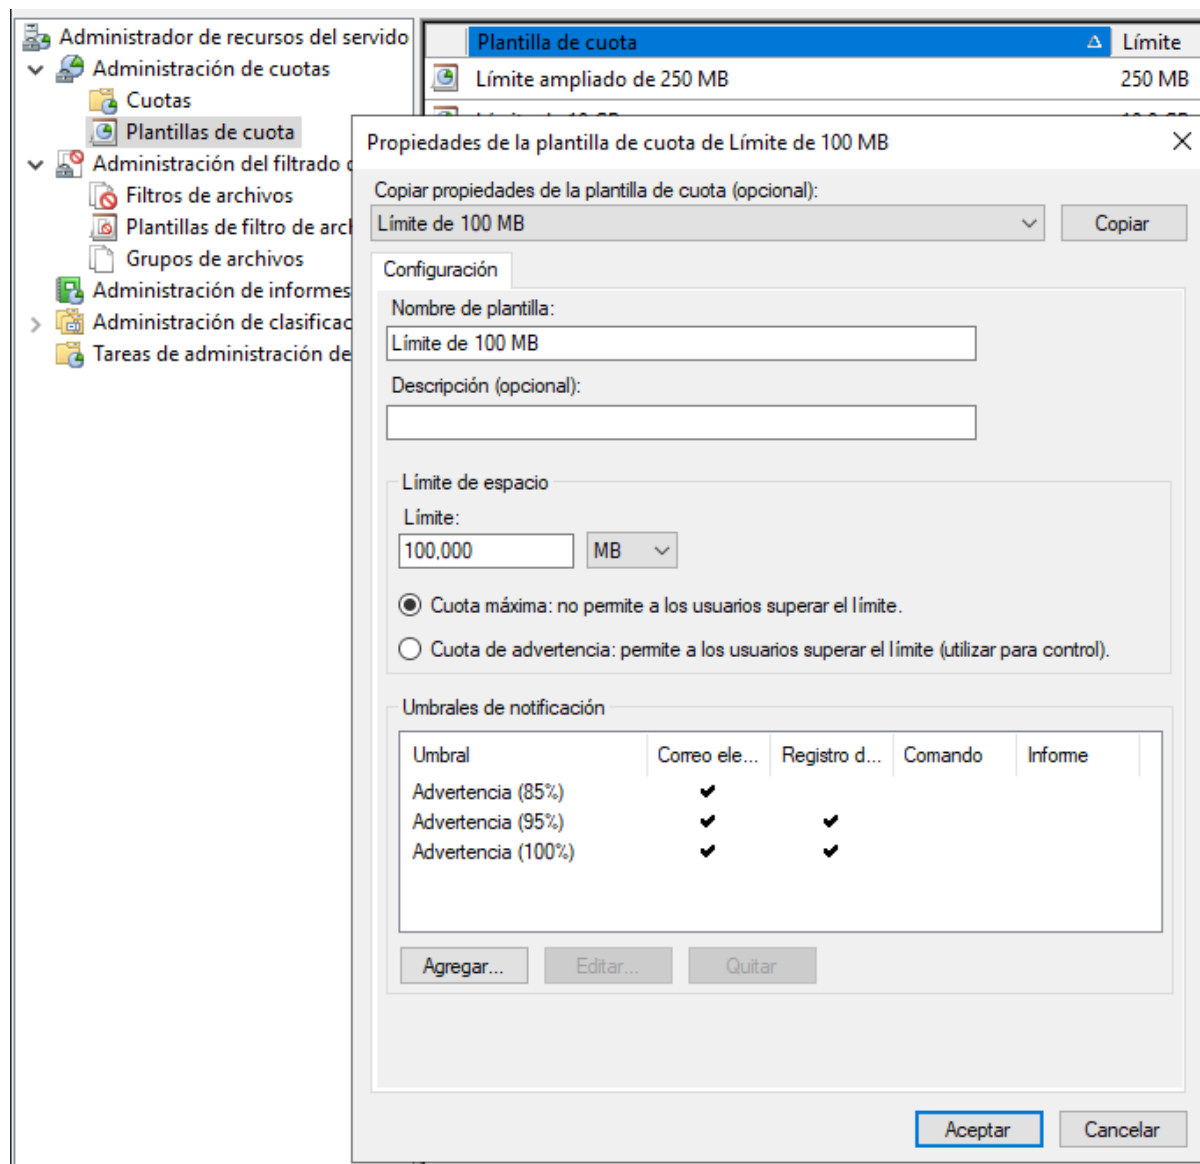 Administrador de recursos del servido
Administración de cuotas
Cuotas
Plantillas de cuota
Administración del filtrado
Filtros de archivos
Plantillas de filtro de arc
Grupos de archivos
Administración de informes
Administración de clasificac
Tareas de administración de
Plantilla de cuota Límite
Límite ampliado de 250 MB 250 MB
Propiedades de la plantilla de cuota de Límite de 100 MB
Copiar propiedades de la plantilla de cuota (opcional):
Límite de 100 MB Copiar
Configuración
Nombre de plantilla:
Límite de 100 MB
Descripción (opcional):
Límite de espacio
Límite:
100,000 MB
Cuota máxima: no permite a los usuarios superar el límite.
Cuota de advertencia: permite a los usuarios superar el límite (utilizar para control).
Umbrales de notificación
Umbral Correo ele... Registro d... Comando Informe
Advertencia (85%)
Advertencia (95%)
Advertencia (100%)
Agregar... Editar... Quitar
Aceptar Cancelar